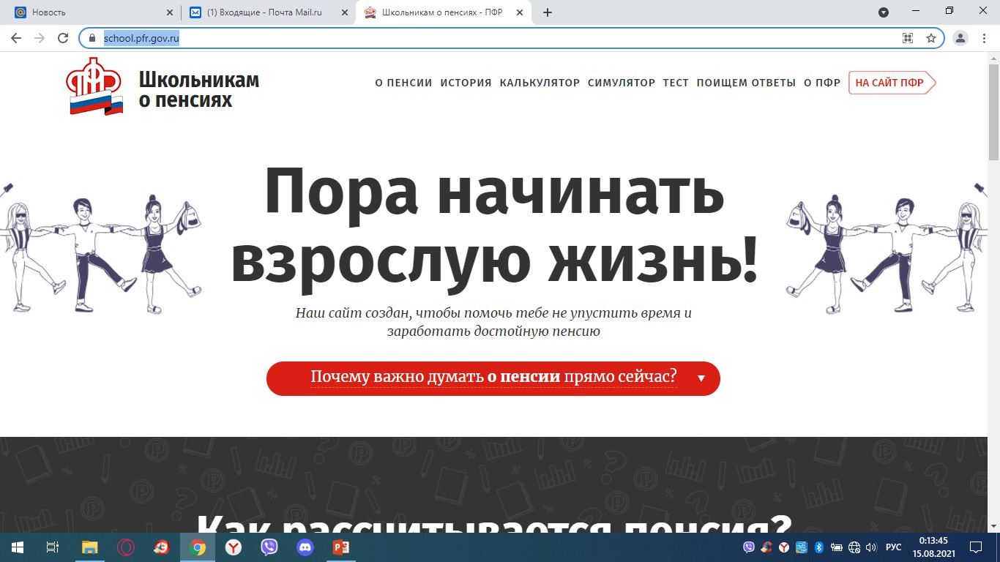 Новость
(1) Входящие - Почта Mail.ru
Школьникам о пенсиях - ПФР
school.pfr.gov.ru
Школьникам
о пенсиях
О ПЕНСИИ ИСТОРИЯ КАЛЬКУЛЯТОР СИМУЛЯТОР ТЕСТ ПОИЩЕМ ОТВЕТЫ О ПФР НА САЙТ ПФР
Пора начинать
взрослую жизнь!
Наш сайт создан, чтобы помочь тебе не упустить время и
заработать достойную пенсию
Почему важно думать о пенсии прямо сейчас?
Как рассчитывается пенсия?
РУС
0:13:45
15.08.2021